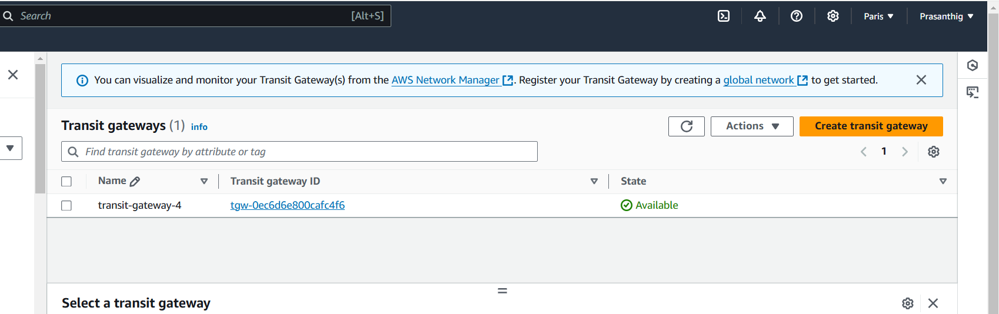 Search [Alt+S] Paris Prasanthig
You can visualize and monitor your Transit Gateway(s) from the AWS Network Manager. Register your Transit Gateway by creating a global network to get started.
Transit gateways (1) info Actions Create transit gateway
Find transit gateway by attribute or tag 1
Name Transit gateway ID State
transit-gateway-4 tgw-0ec6d6e800cafc4f6 Available
Select a transit gateway